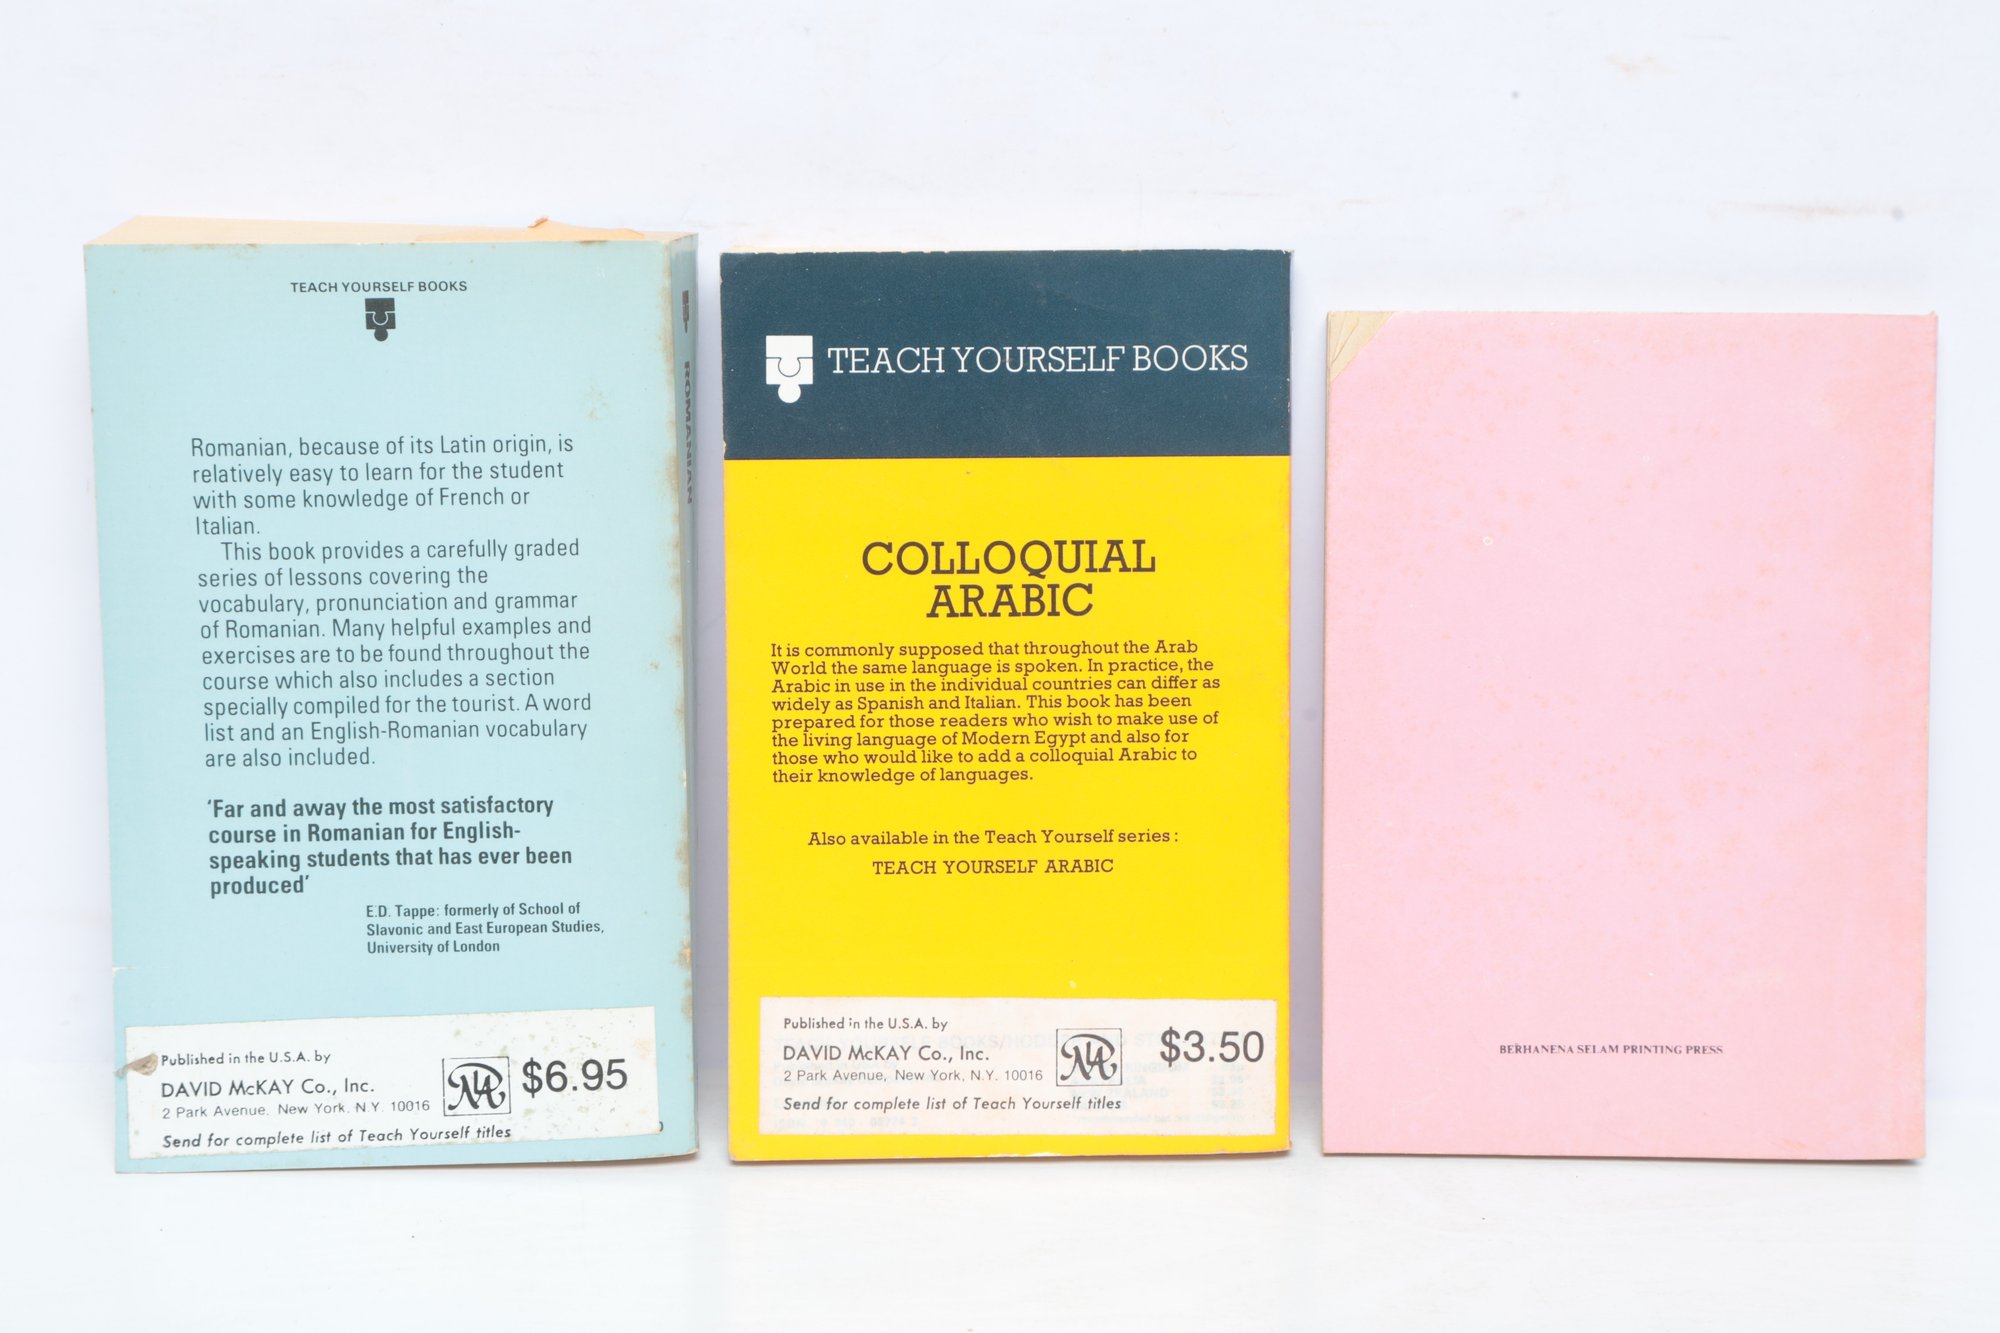 TEACH YOURSELF BOOKS
Romanian, because of its Latin origin, is
relatively easy to learn for the student
with some knowledge of French or
Italian.
This book provides a carefully graded
series of lessons covering the
vocabulary, pronunciation and grammar
of Romanian. Many helpful examples and
exercises are to be found throughout the
course which also includes a section
specially compiled for the tourist. A word
list and an English-Romanian vocabulary
are also included.
'Far and away the most satisfactory
course in Romanian for English-
speaking students that has ever been
produced'
E.D. Tappe: formerly of School of
Slavonic and East European Studies,
University of London
Published in the U.S.A. by
DAVID McKAY Co., Inc.
2 Park Avenue, New York, N.Y. 10016
$6.95
Send for complete list of Teach Yourself titles
ROMANIAN
TEACH YOURSELF BOOKS
COLLOQUIAL
ARABIC
It is commonly supposed that throughout the Arab
World the same language is spoken. In practice, the
Arabic in use in the individual countries can differ as
widely as Spanish and Italian. This book has been
prepared for those readers who wish to make use of
the living language of Modern Egypt and also for
those who would like to add a colloquial Arabic to
their knowledge of languages.
Also available in the Teach Yourself series :
TEACH YOURSELF ARABIC
Published in the U.S.A. by
DAVID McKAY Co., Inc.
2 Park Avenue, New York, N.Y. 10016
$3.50
Send for complete list of Teach Yourself titles
BERHANENA SELAM PRINTING PRESS